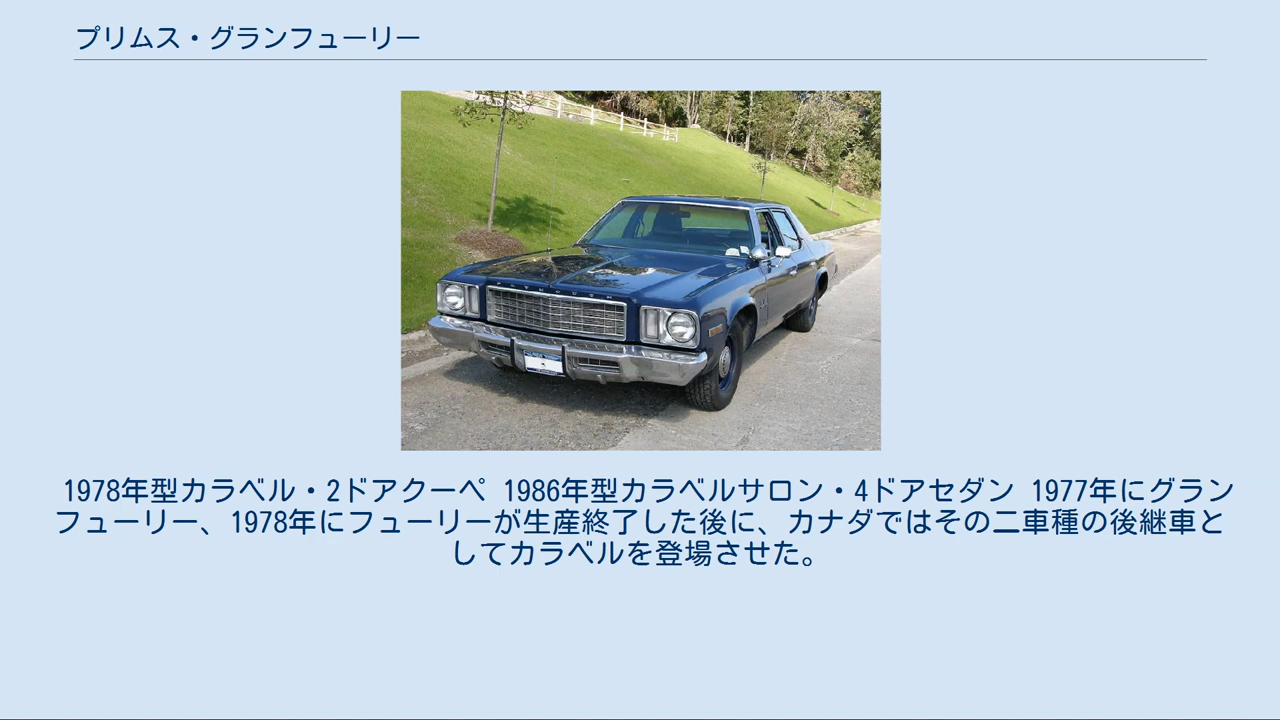 プリムス・グランフューリー
PLYMOUTH
1978年型カラベル・2ドアクーペ 1986年型カラベルサロン・4ドアセダン 1977年にグラン
フューリー、1978年にフューリーが生産終了した後に、カナダではその二車種の後継車と
してカラベルを登場させた。